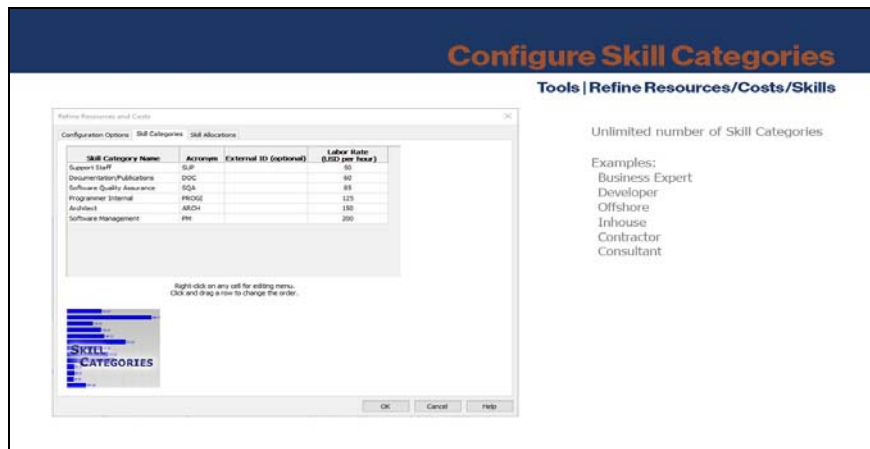 Configure Skill Categories
Tools | Refine Resources/Costs/Skills
Refine Resources and Costs
Configuration Options Skill Categories Skill Allocations
Skill Category Name Acronym External ID (optional) Labor Rate (USD per hour)
Support Staff SUP 50
Documentation/Publications DOC 60
Software Quality Assurance SQA 85
Programmer Internal PROGI 125
Architect ARCH 150
Software Management PM 200
Right-click on any cell for editing menu.
Click and drag a row to change the order.
SKILL
CATEGORIES
OK Cancel Help
Unlimited number of Skill Categories
Examples:
Business Expert
Developer
Offshore
Inhouse
Contractor
Consultant